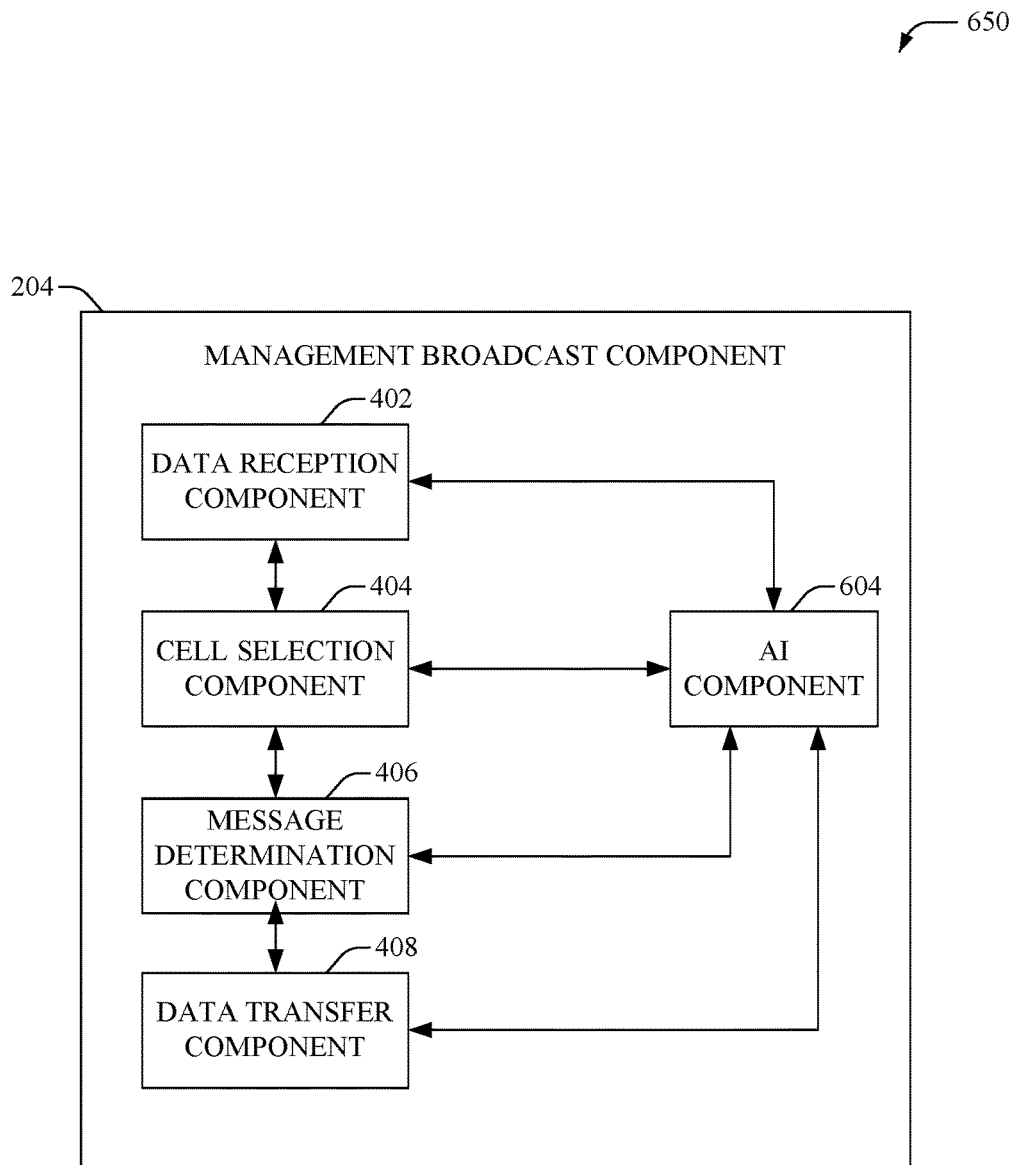 650
204
MANAGEMENT BROADCAST COMPONENT
402
DATA RECEPTION
COMPONENT
404
CELL SELECTION
COMPONENT
604
AI
COMPONENT
406
MESSAGE
DETERMINATION
COMPONENT
408
DATA TRANSFER
COMPONENT